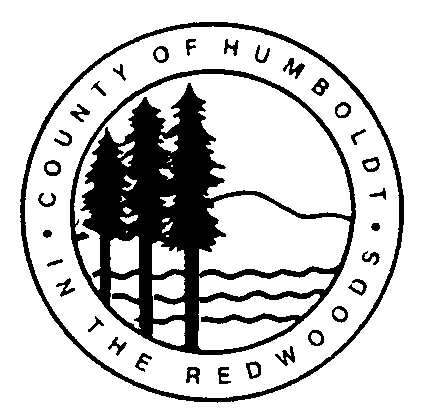 COUNTY OF HUMBOLDT
IN THE REDWOODS